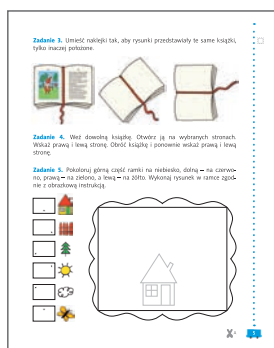 Zadanie 3. Umieść naklejki tak, aby rysunki przedstawiały te same książki,
tylko inaczej położone.
Zadanie 4. Weź dowolną książkę. Otwórz ją na wybranych stronach.
Wskaż prawą i lewą stronę. Obróć książkę i ponownie wskaż prawą i lewą
stronę.
Zadanie 5. Pokoloruj górną część ramki na niebiesko, dolną – na czerwo-
no, prawą – na zielono, a lewą – na żółto. Wykonaj rysunek w ramce zgod-
nie z obrazkową instrukcją.
5